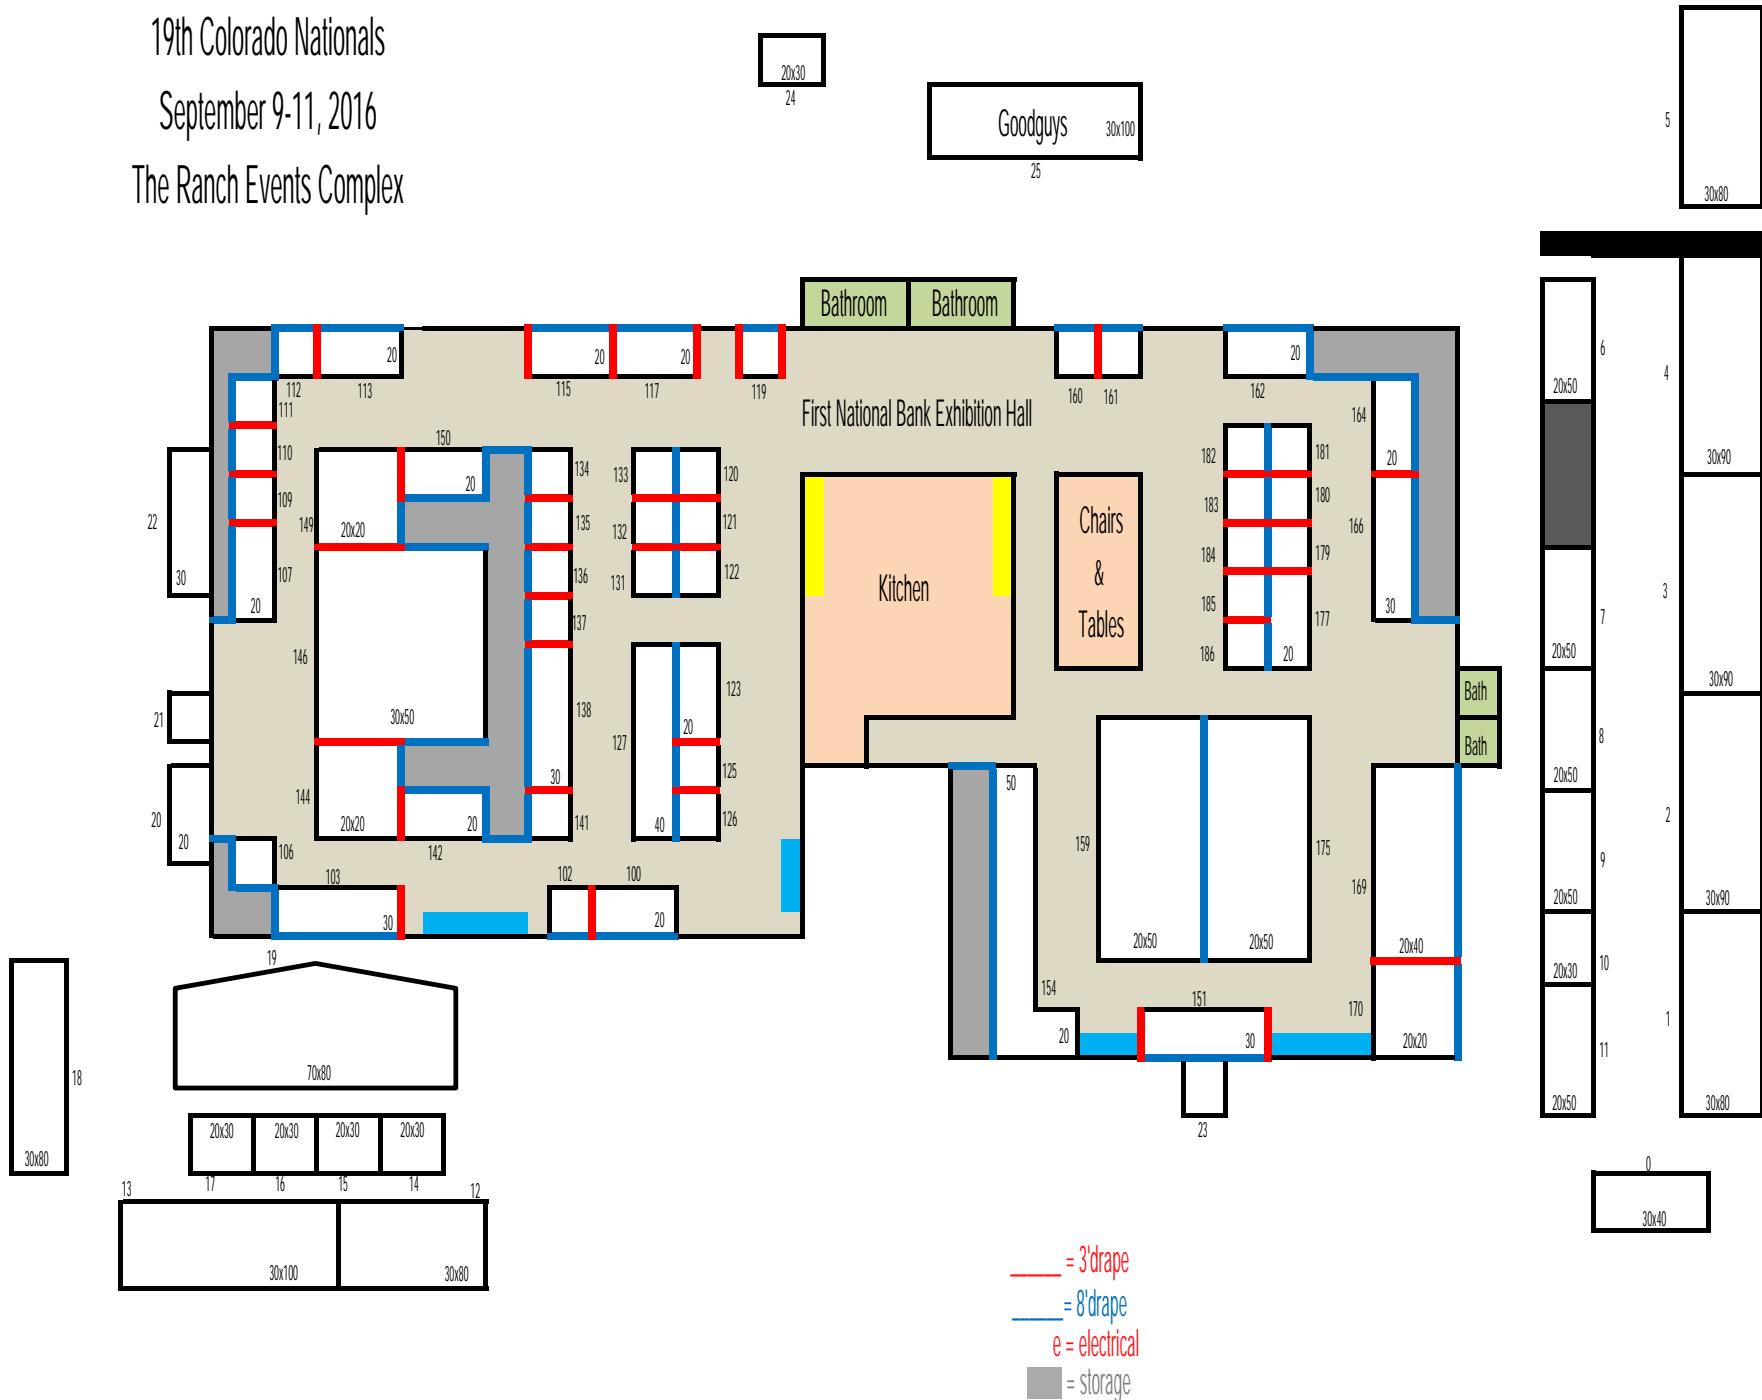 19th Colorado Nationals
September 9-11, 2016
The Ranch Events Complex
20x30
24
Goodguys
30x100
25
5
30x80
Bathroom
Bathroom
20
112
113
20
115
20
117
119
160
161
20
162
First National Bank Exhibition Hall
111
110
109
107
20
22
30
21
20
20
150
20
149
20x20
146
30x50
144
20x20
20
142
134
135
136
137
138
30
141
133
132
131
120
121
122
123
20
127
125
126
40
Kitchen
Chairs
&
Tables
182
183
184
185
186
181
180
179
177
20
164
20
166
30
Bath
Bath
106
103
30
102
100
20
50
159
20x50
20x50
175
169
20x40
154
20
151
30
170
20x20
23
6
20x50
7
20x50
8
20x50
9
20x50
10
20x30
11
20x50
4
30x90
3
30x90
2
30x90
1
30x80
0
30x40
19
70x80
18
30x80
20x30
20x30
20x30
20x30
17
16
15
14
13
12
30x100
30x80
______ = 3'drape
______ = 8'drape
e = electrical
= storage